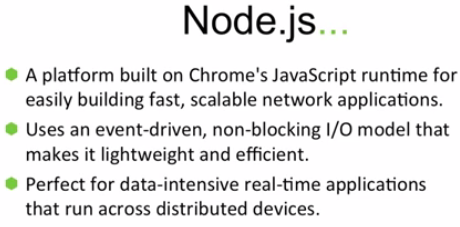 Node.js...
A platform built on Chrome's JavaScript runtime for
easily building fast, scalable network applications.
Uses an event-driven, non-blocking I/O model that
makes it lightweight and efficient.
Perfect for data-intensive real-time applications
that run across distributed devices.